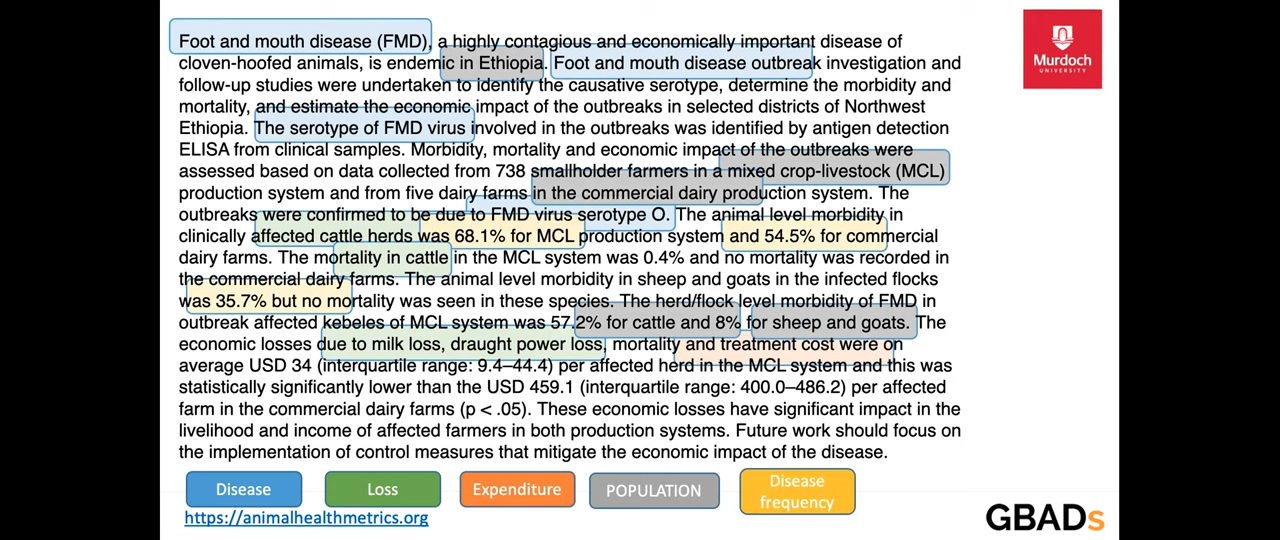 Foot and mouth disease (FMD), a highly contagious and economically important disease of
cloven-hoofed animals, is endemic in Ethiopia. Foot and mouth disease outbreak investigation and
follow-up studies were undertaken to identify the causative serotype, determine the morbidity and
mortality, and estimate the economic impact of the outbreaks in selected districts of Northwest
Ethiopia. The serotype of FMD virus involved in the outbreaks was identified by antigen detection
ELISA from clinical samples. Morbidity, mortality and economic impact of the outbreaks were
assessed based on data collected from 738 smallholder farmers in a mixed crop-livestock (MCL)
production system and from five dairy farms in the commercial dairy production system. The
outbreaks were confirmed to be due to FMD virus serotype O. The animal level morbidity in
clinically affected cattle herds was 68.1% for MCL production system and 54.5% for commercial
dairy farms. The mortality in cattle in the MCL system was 0.4% and no mortality was recorded in
the commercial dairy farms. The animal level morbidity in sheep and goats in the infected flocks
was 35.7% but no mortality was seen in these species. The herd/flock level morbidity of FMD in
outbreak affected kebeles of MCL system was 57.2% for cattle and 8% for sheep and goats. The
economic losses due to milk loss, draught power loss, mortality and treatment cost were on
average USD 34 (interquartile range: 9.4–44.4) per affected herd in the MCL system and this was
statistically significantly lower than the USD 459.1 (interquartile range: 400.0–486.2) per affected
farm in the commercial dairy farms (p < .05). These economic losses have significant impact in the
livelihood and income of affected farmers in both production systems. Future work should focus on
the implementation of control measures that mitigate the economic impact of the disease.
Disease
Loss
Expenditure
POPULATION
Disease
frequency
https://animalhealthmetrics.org
Murdoch
UNIVERSITY
GBADs